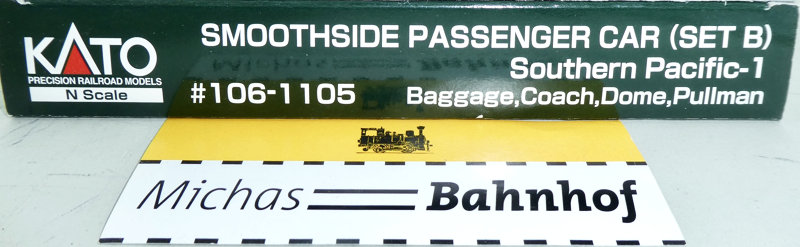 KATO
PRECISION RAILROAD MODELS
N Scale
SMOOTHSIDE PASSENGER CAR (SET B)
Southern Pacific-1
#106-1105 Baggage,Coach,Dome,Pullman
Michas Bahnhof